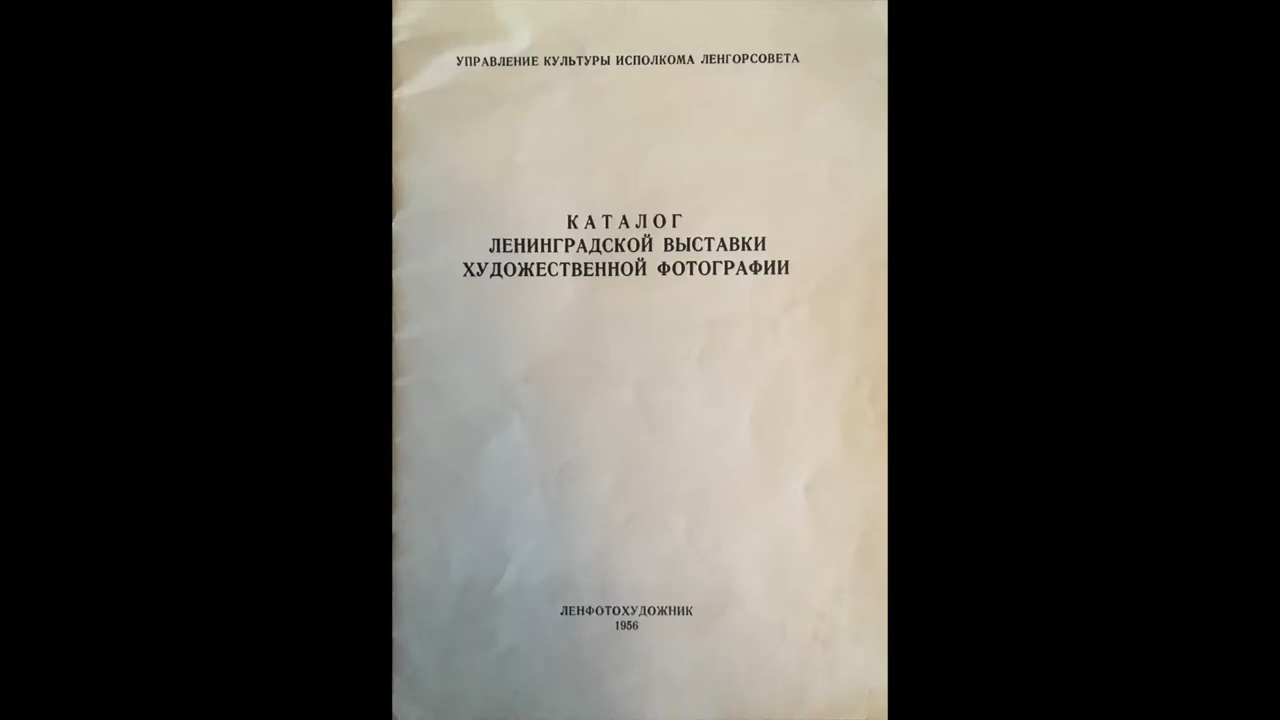 УПРАВЛЕНИЕ КУЛЬТУРЫ ИСПОЛКОМА ЛЕНГОРСОВЕТА
КАТАЛОГ
ЛЕНИНГРАДСКОЙ ВЫСТАВКИ
ХУДОЖЕСТВЕННОЙ ФОТОГРАФИИ
ЛЕНФОТОХУДОЖНИК
1956